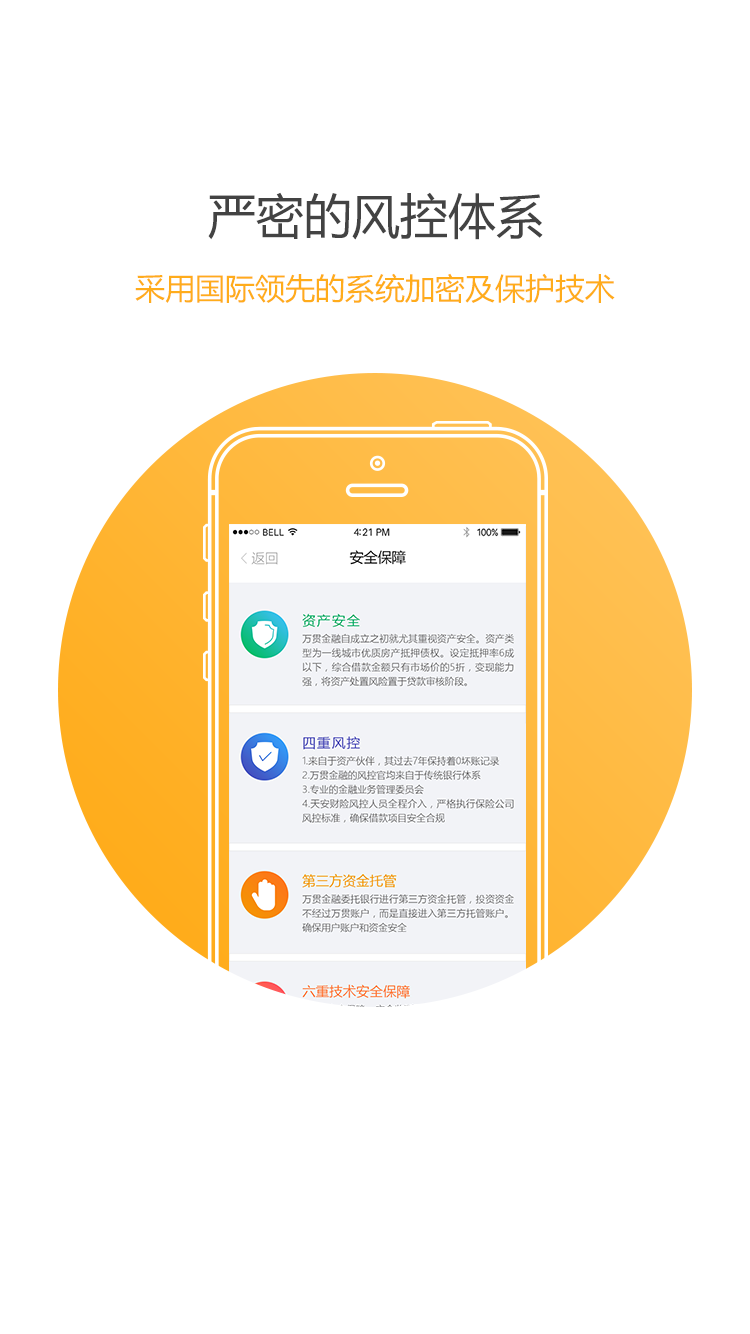 严密的风控体系
采用国际领先的系统加密及保护技术
BELL 4:21 PM 100%
返回 安全保障
资产安全
万贯金融自成立之初就尤其重视资产安全。资产类
型为一线城市优质房产抵押债权。设定抵押率6成
以下，综合借款金额只有市场价的5折，变现能力
强，将资产处置风险置于贷款审核阶段。
四重风控
1.来自于资产伙伴，其过去7年保持着0坏账记录
2.万贯金融的风控官均来自于传统银行体系
3.专业的金融业务管理委员会
4.天安财险风控人员全程介入，严格执行保险公司
风控标准，确保借款项目安全合规
第三方资金托管
万贯金融委托银行进行第三方资金托管，投资资金
不经过万贯账户，而是直接进入第三方托管账户。
确保用户账户和资金安全
六重技术安全保障